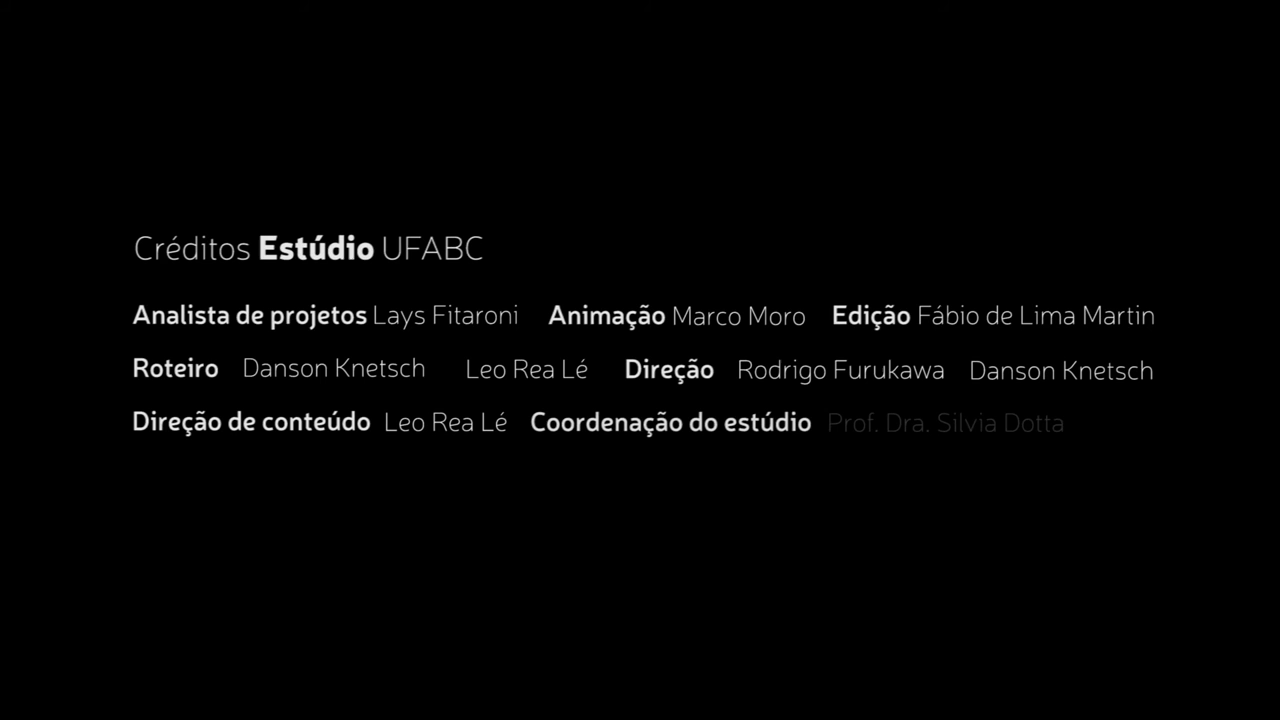 Créditos Estúdio UFABC
Analista de projetos Lays Fitaroni Animação Marco Moro Edição Fábio de Lima Martin
Roteiro Danson Knetsch Leo Rea Lé Direção Rodrigo Furukawa Danson Knetsch
Direção de conteúdo Leo Rea Lé Coordenação do estúdio Prof. Dra. Silvia Dotta